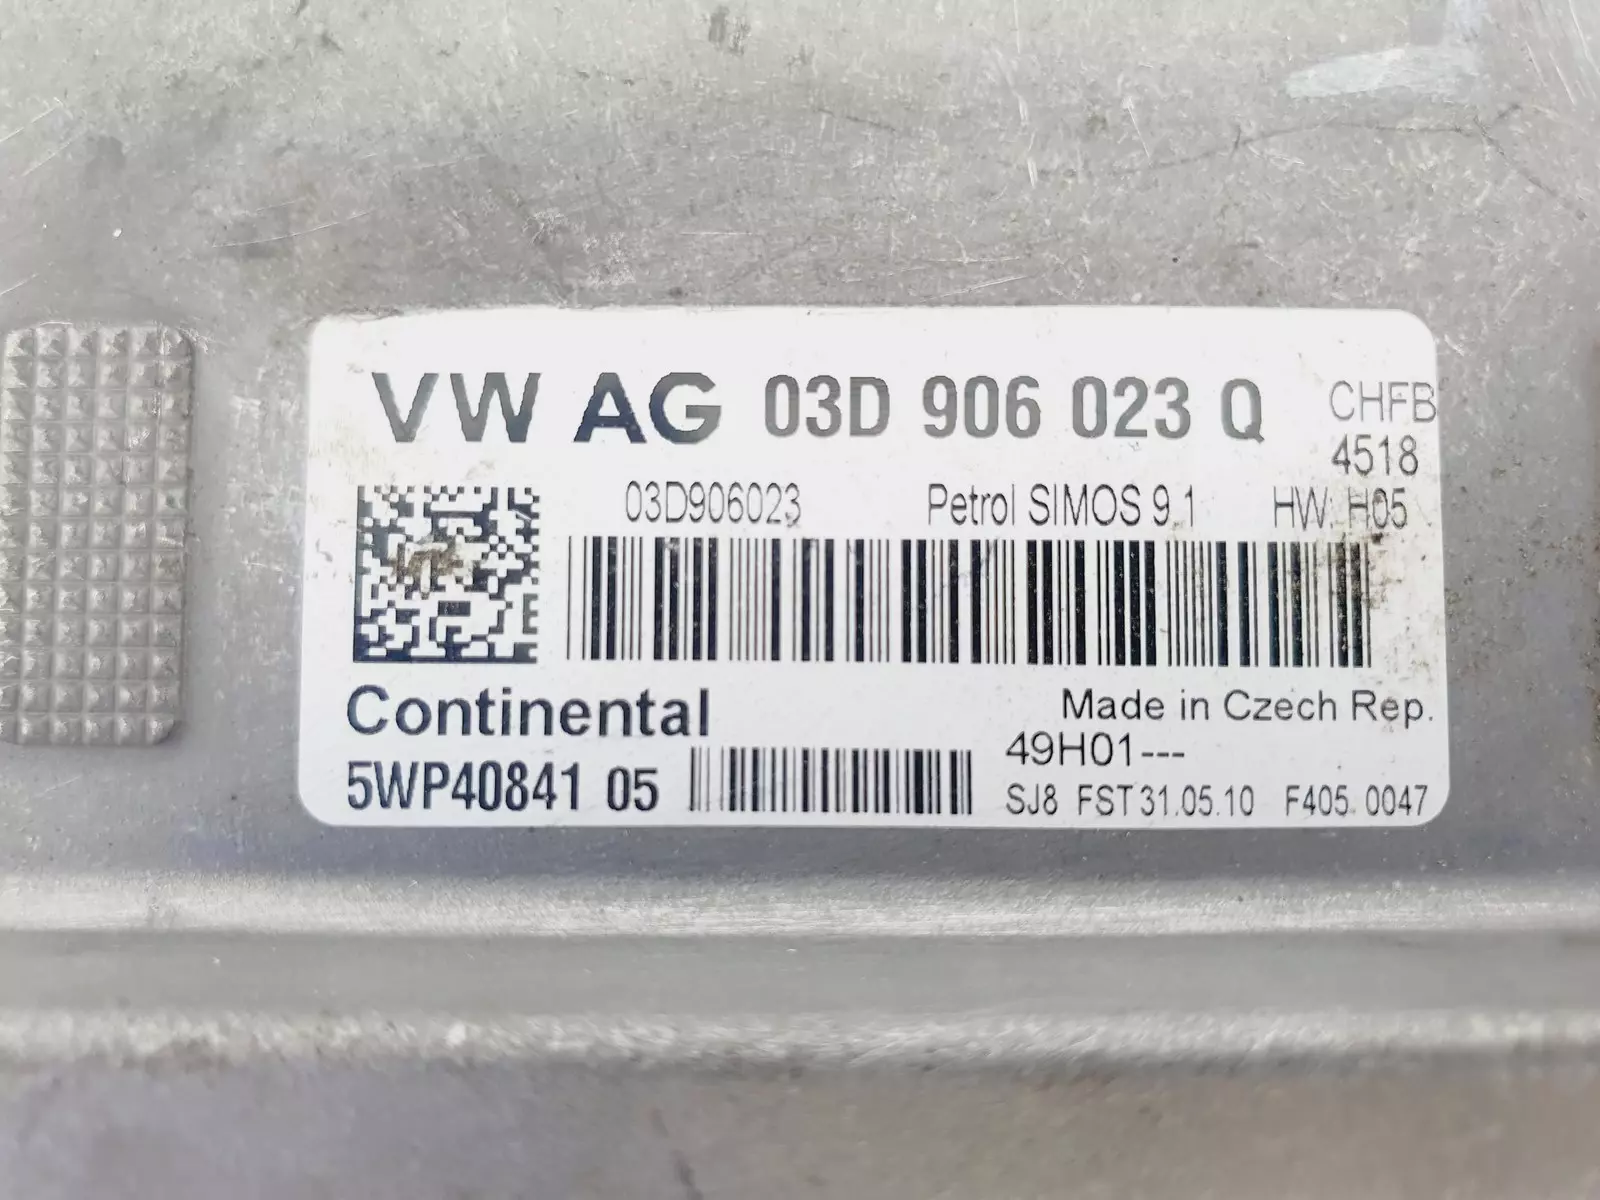 VW AG 03D 906 023 Q CHFB
4518
03D906023 Petrol SIMOS 9.1 HW: H05
Continental
Made in Czech Rep.
49H01---
5WP40841 05
SJ8 FST 31.05.10 F405 0047